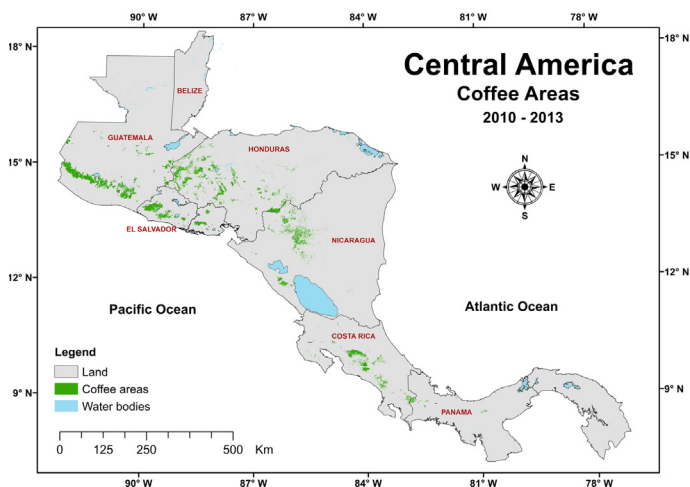 90° W
87° W
84° W
81° W
78° W
18° N
18° N
Central America
Coffee Areas
2010 - 2013
BELIZE
GUATEMALA
HONDURAS
15° N
15° N
N
W
E
S
EL SALVADOR
NICARAGUA
12° N
12° N
Pacific Ocean
Atlantic Ocean
COSTA RICA
Legend
Land
Coffee areas
Water bodies
9° N
9° N
PANAMA
0 125 250 500 Km
90° W
87° W
84° W
81° W
78° W